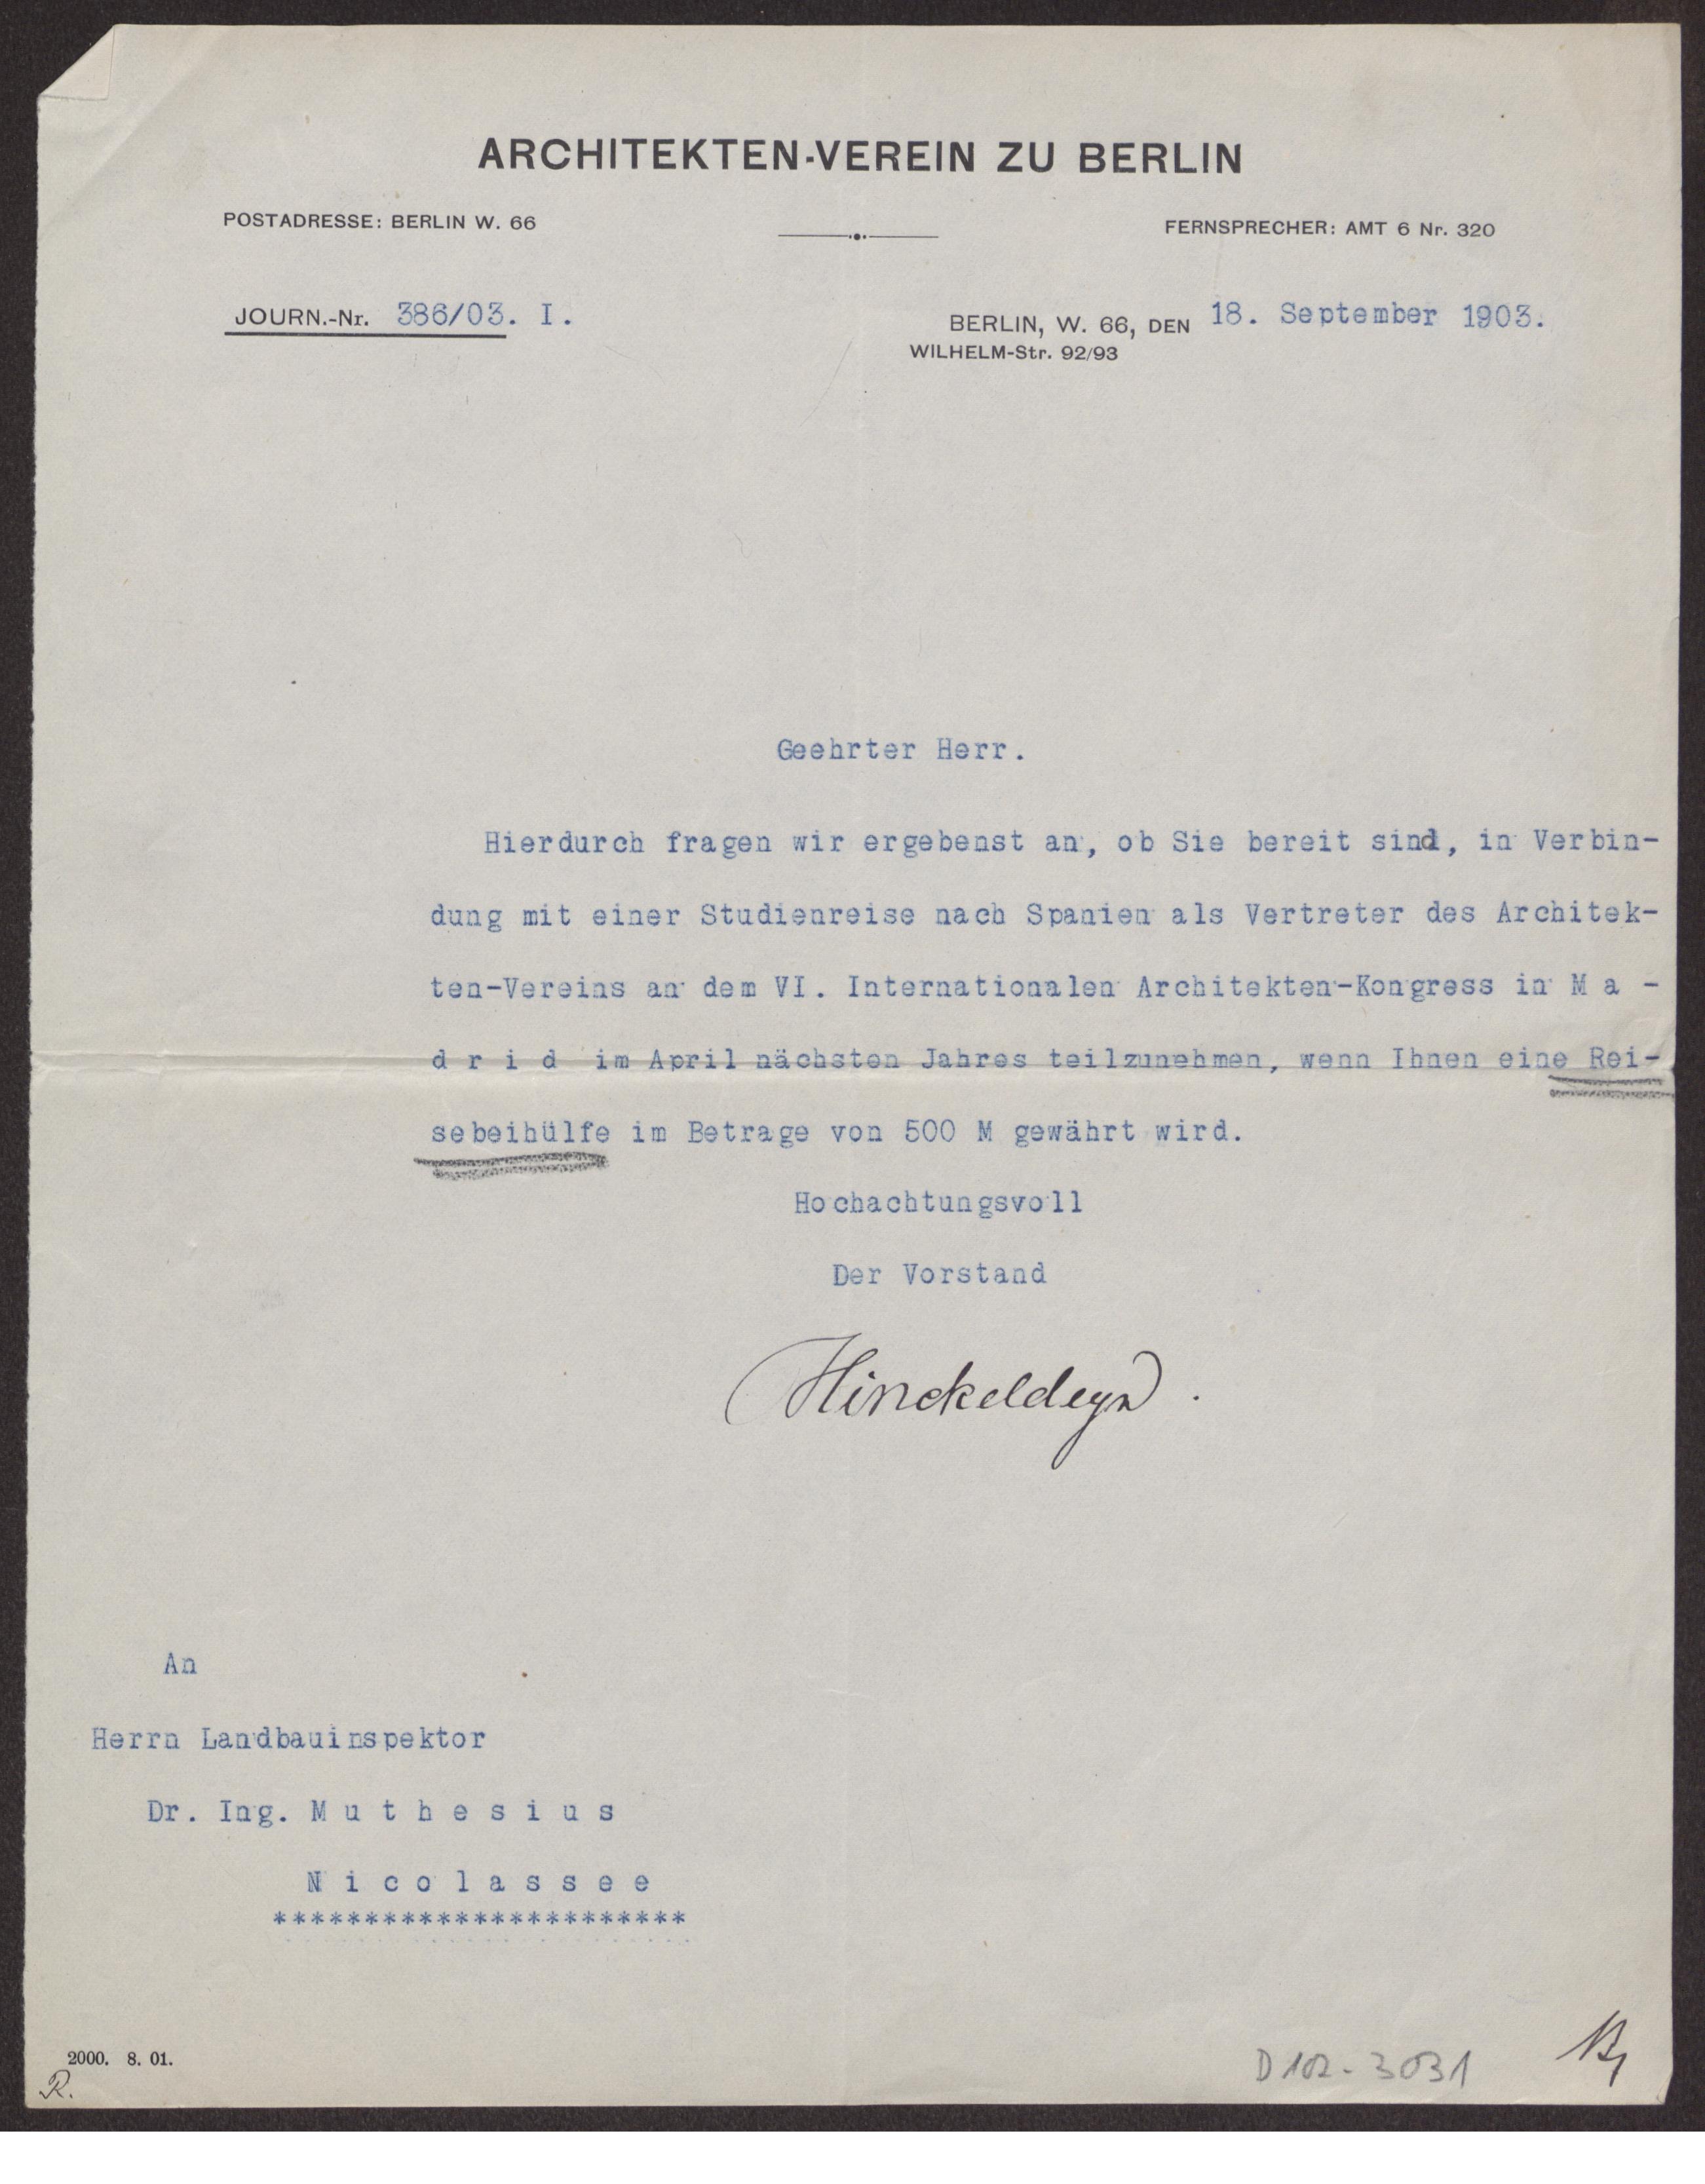 ARCHITEKTEN-VEREIN ZU BERLIN
POSTADRESSE: BERLIN W. 66
FERNSPRECHER: AMT 6 Nr. 320
JOURN.-Nr. 386/03. I.
BERLIN, W. 66, DEN 18. September 1903.
WILHELM-Str. 92/93
Geehrter Herr.
Hierdurch fragen wir ergebenst an, ob Sie bereit sind, in Verbin-
dung mit einer Studienreise nach Spanien als Vertreter des Architek-
ten-Vereins an dem VI. Internationalen Architekten-Kongress in M a -
d r i d im April nächsten Jahres teilzunehmen, wenn Ihnen eine Rei-
sebeihülfe im Betrage von 500 M gewährt wird.
Hochachtungsvoll
Der Vorstand
Hinckeldeyn.
An
Herrn Landbauinspektor
Dr. Ing. M u t h e s i u s
N i c o l a s s e e
***********************
2000. 8. 01.
R.
D 102-3031